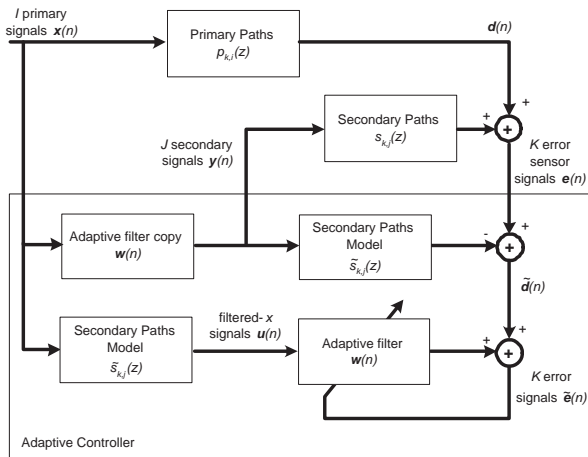 I primary
signals x(n)
Primary Paths
p_{k,i}(z)
d(n)
+
Secondary Paths
s_{k,j}(z)
+
+
J secondary
signals y(n)
K error
sensor
signals e(n)
Adaptive filter copy
w(n)
Secondary Paths
Model
s̃_{k,j}(z)
-
+
+
d̃(n)
filtered-x
signals u(n)
Secondary Paths
Model
s̃_{k,j}(z)
Adaptive filter
w(n)
+
+
+
K error
signals ẽ(n)
Adaptive Controller